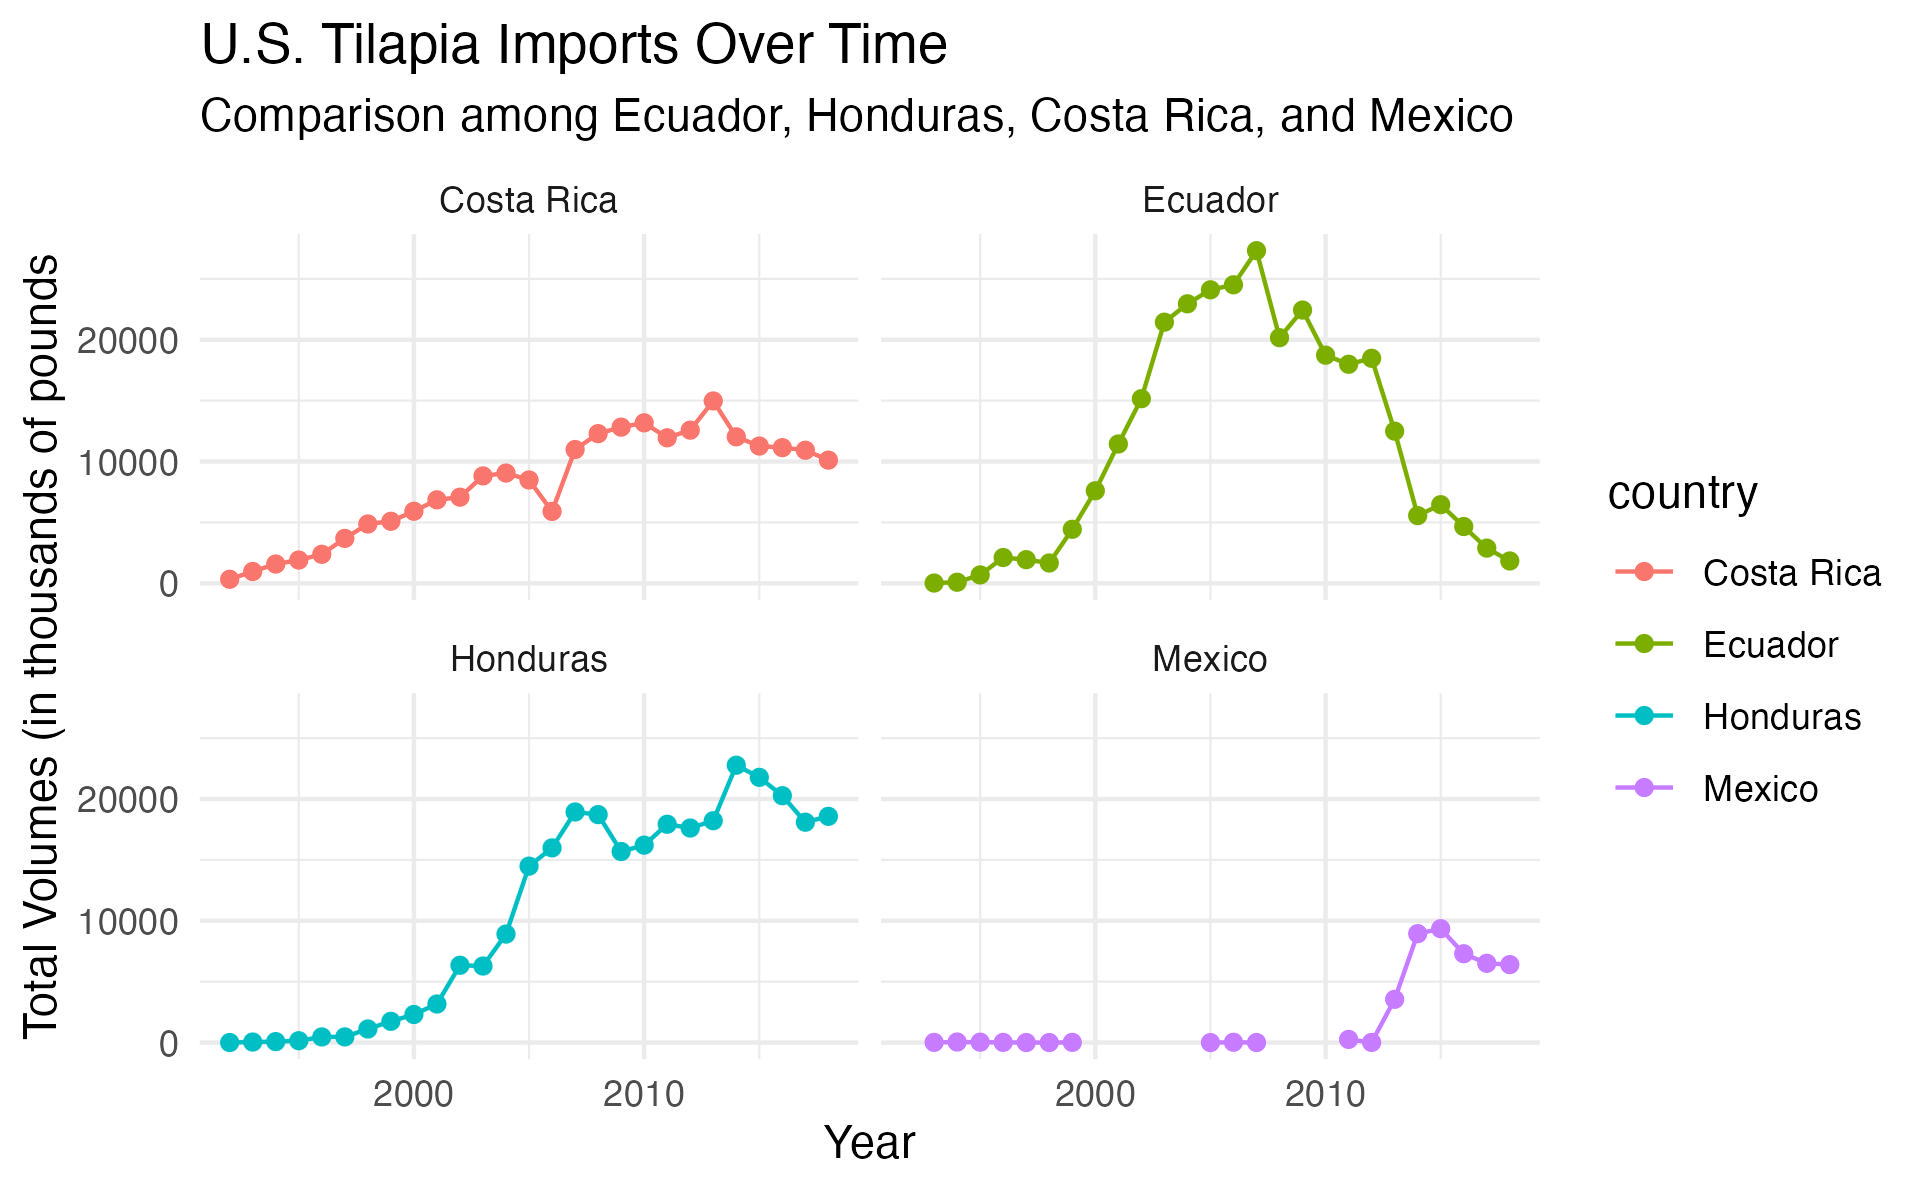 U.S. Tilapia Imports Over Time
Comparison among Ecuador, Honduras, Costa Rica, and Mexico
Costa Rica
Ecuador
20000
10000
0
Honduras
Mexico
20000
10000
0
2000
2010
2000
2010
Year
Total Volumes (in thousands of pounds
country
Costa Rica
Ecuador
Honduras
Mexico